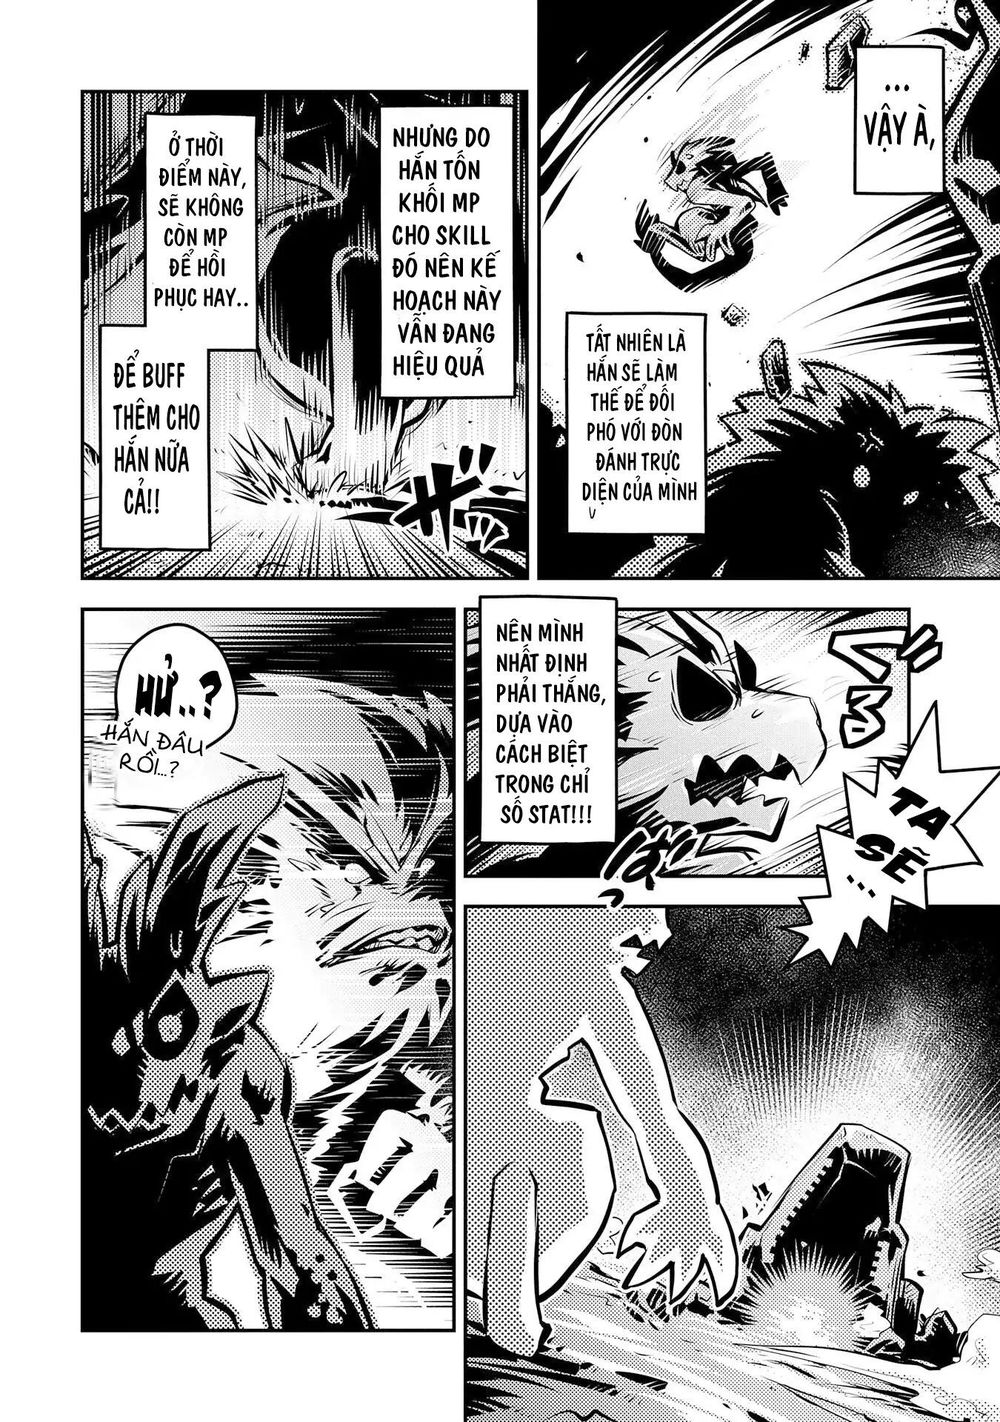 ...
VẬY À,
TẤT NHIÊN LÀ
HẮN SẼ LÀM
THẾ ĐỂ ĐỐI
PHÓ VỚI ĐÒN
ĐÁNH TRỰC
DIỆN CỦA MÌNH
NHƯNG DO
HẮN TỐN
KHỐI MP
CHO SKILL
ĐÓ NÊN KẾ
HOẠCH NÀY
VẪN ĐANG
HIỆU QUẢ
Ở THỜI
ĐIỂM NÀY,
SẼ KHÔNG
CÒN MP
ĐỂ HỒI
PHỤC HAY..
ĐỂ BUFF
THÊM CHO
HẮN NỮA
CẢ!!
NÊN MÌNH
NHẤT ĐỊNH
PHẢI THẮNG,
DỰA VÀO
CÁCH BIỆT
TRONG CHỈ
SỐ STAT!!!
TA
SẼ
...
HỬ..?
HẮN ĐÂU
RỒI...?